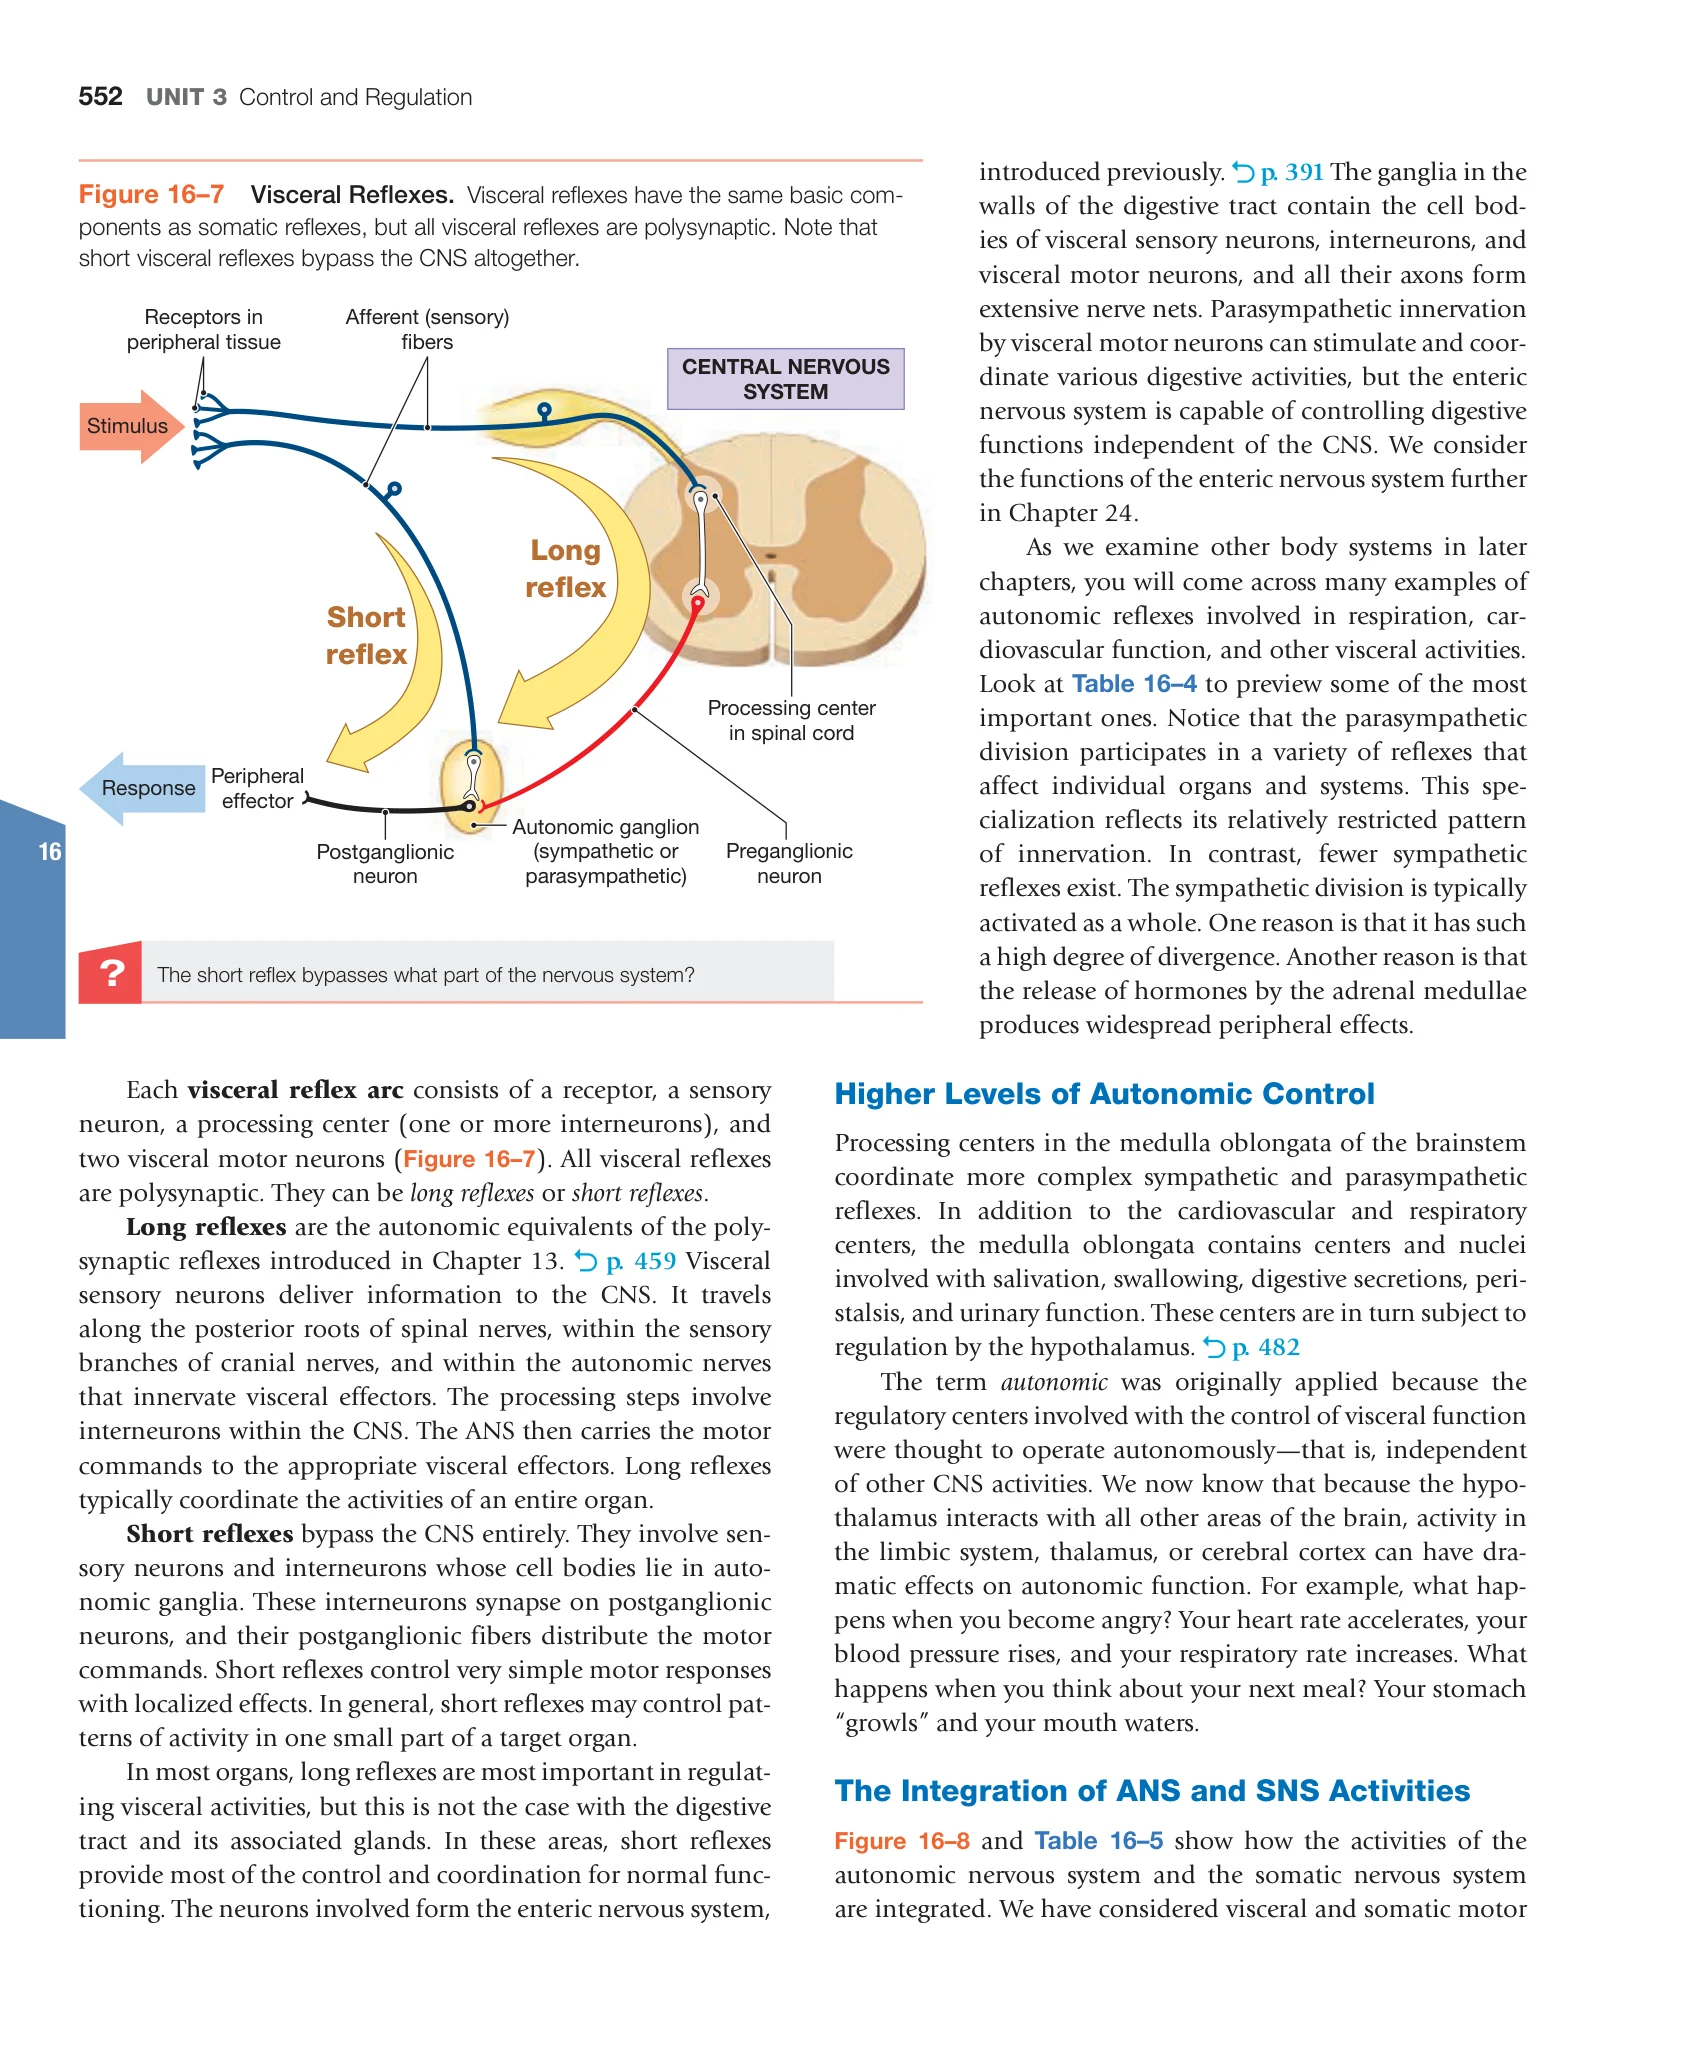 552 UNIT 3 Control and Regulation
Figure 16–7 Visceral Reflexes. Visceral reflexes have the same basic com-
ponents as somatic reflexes, but all visceral reflexes are polysynaptic. Note that
short visceral reflexes bypass the CNS altogether.
Receptors in
peripheral tissue
Afferent (sensory)
fibers
CENTRAL NERVOUS
SYSTEM
Stimulus
Long
reflex
Short
reflex
Processing center
in spinal cord
Response
Peripheral
effector
Postganglionic
neuron
Autonomic ganglion
(sympathetic or
parasympathetic)
Preganglionic
neuron
16
? The short reflex bypasses what part of the nervous system?
Each visceral reflex arc consists of a receptor, a sensory
neuron, a processing center (one or more interneurons), and
two visceral motor neurons (Figure 16–7). All visceral reflexes
are polysynaptic. They can be long reflexes or short reflexes.
Long reflexes are the autonomic equivalents of the poly-
synaptic reflexes introduced in Chapter 13. ⮌ p. 459 Visceral
sensory neurons deliver information to the CNS. It travels
along the posterior roots of spinal nerves, within the sensory
branches of cranial nerves, and within the autonomic nerves
that innervate visceral effectors. The processing steps involve
interneurons within the CNS. The ANS then carries the motor
commands to the appropriate visceral effectors. Long reflexes
typically coordinate the activities of an entire organ.
Short reflexes bypass the CNS entirely. They involve sen-
sory neurons and interneurons whose cell bodies lie in auto-
nomic ganglia. These interneurons synapse on postganglionic
neurons, and their postganglionic fibers distribute the motor
commands. Short reflexes control very simple motor responses
with localized effects. In general, short reflexes may control pat-
terns of activity in one small part of a target organ.
In most organs, long reflexes are most important in regulat-
ing visceral activities, but this is not the case with the digestive
tract and its associated glands. In these areas, short reflexes
provide most of the control and coordination for normal func-
tioning. The neurons involved form the enteric nervous system,
introduced previously. ⮌ p. 391 The ganglia in the
walls of the digestive tract contain the cell bod-
ies of visceral sensory neurons, interneurons, and
visceral motor neurons, and all their axons form
extensive nerve nets. Parasympathetic innervation
by visceral motor neurons can stimulate and coor-
dinate various digestive activities, but the enteric
nervous system is capable of controlling digestive
functions independent of the CNS. We consider
the functions of the enteric nervous system further
in Chapter 24.
As we examine other body systems in later
chapters, you will come across many examples of
autonomic reflexes involved in respiration, car-
diovascular function, and other visceral activities.
Look at Table 16–4 to preview some of the most
important ones. Notice that the parasympathetic
division participates in a variety of reflexes that
affect individual organs and systems. This spe-
cialization reflects its relatively restricted pattern
of innervation. In contrast, fewer sympathetic
reflexes exist. The sympathetic division is typically
activated as a whole. One reason is that it has such
a high degree of divergence. Another reason is that
the release of hormones by the adrenal medullae
produces widespread peripheral effects.
Higher Levels of Autonomic Control
Processing centers in the medulla oblongata of the brainstem
coordinate more complex sympathetic and parasympathetic
reflexes. In addition to the cardiovascular and respiratory
centers, the medulla oblongata contains centers and nuclei
involved with salivation, swallowing, digestive secretions, peri-
stalsis, and urinary function. These centers are in turn subject to
regulation by the hypothalamus. ⮌ p. 482
The term autonomic was originally applied because the
regulatory centers involved with the control of visceral function
were thought to operate autonomously—that is, independent
of other CNS activities. We now know that because the hypo-
thalamus interacts with all other areas of the brain, activity in
the limbic system, thalamus, or cerebral cortex can have dra-
matic effects on autonomic function. For example, what hap-
pens when you become angry? Your heart rate accelerates, your
blood pressure rises, and your respiratory rate increases. What
happens when you think about your next meal? Your stomach
“growls” and your mouth waters.
The Integration of ANS and SNS Activities
Figure 16–8 and Table 16–5 show how the activities of the
autonomic nervous system and the somatic nervous system
are integrated. We have considered visceral and somatic motor